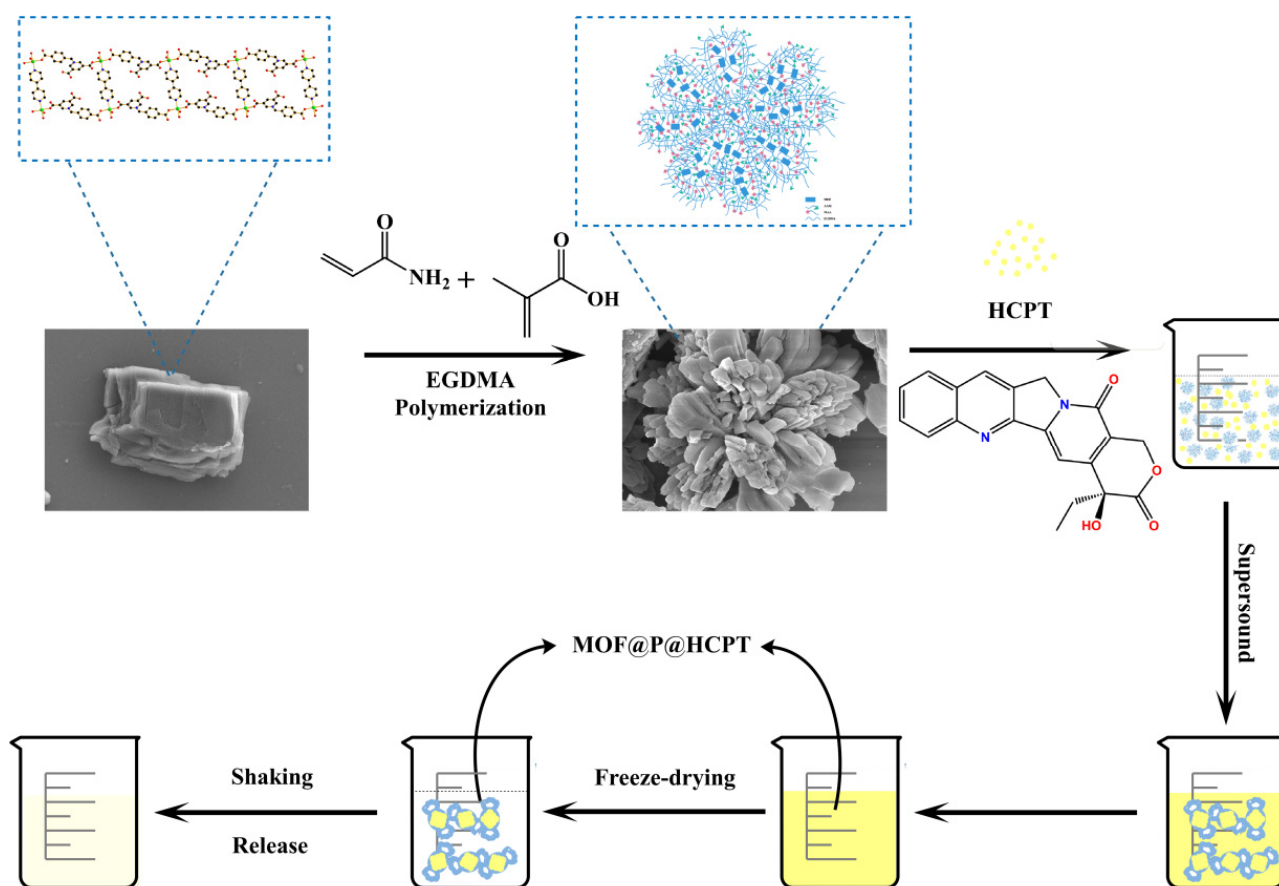 O
NH₂
+
O
OH
EGDMA
Polymerization
HCPT
O
N
N
O
HO
O
Supersound
MOF@P@HCPT
Freeze-drying
Shaking
Release